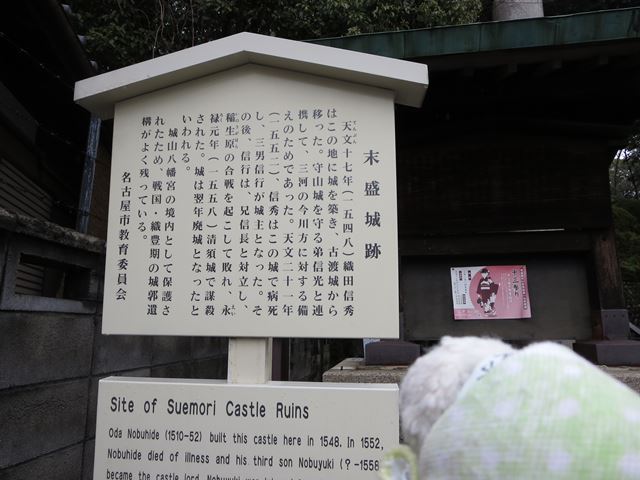 末盛城跡
天文十七年（一五四八）織田信秀
はこの地に城を築き、古渡城から
移った。守山城を守る弟信光と連
携して、三河の今川方に対する備
えのためであった。天文二十一年
（一五五二）、信秀はこの城で病死
し、三男信行が城主となった。そ
の後、信行は、兄信長と対立し、
稲生原の合戦を起こして敗れ、永
禄元年（一五五八）清須城で謀殺
された。城は翌年廃城となったと
いわれる。
城山八幡宮の境内として保護さ
れたため、戦国・織豊期の城郭遺
構がよく残っている。
名古屋市教育委員会
Site of Suemori Castle Ruins
Oda Nobuhide (1510-52) built this castle here in 1548. In 1552,
Nobuhide died of illness and his third son Nobuyuki (?-1558
became the castle lord. Nobuyuki was